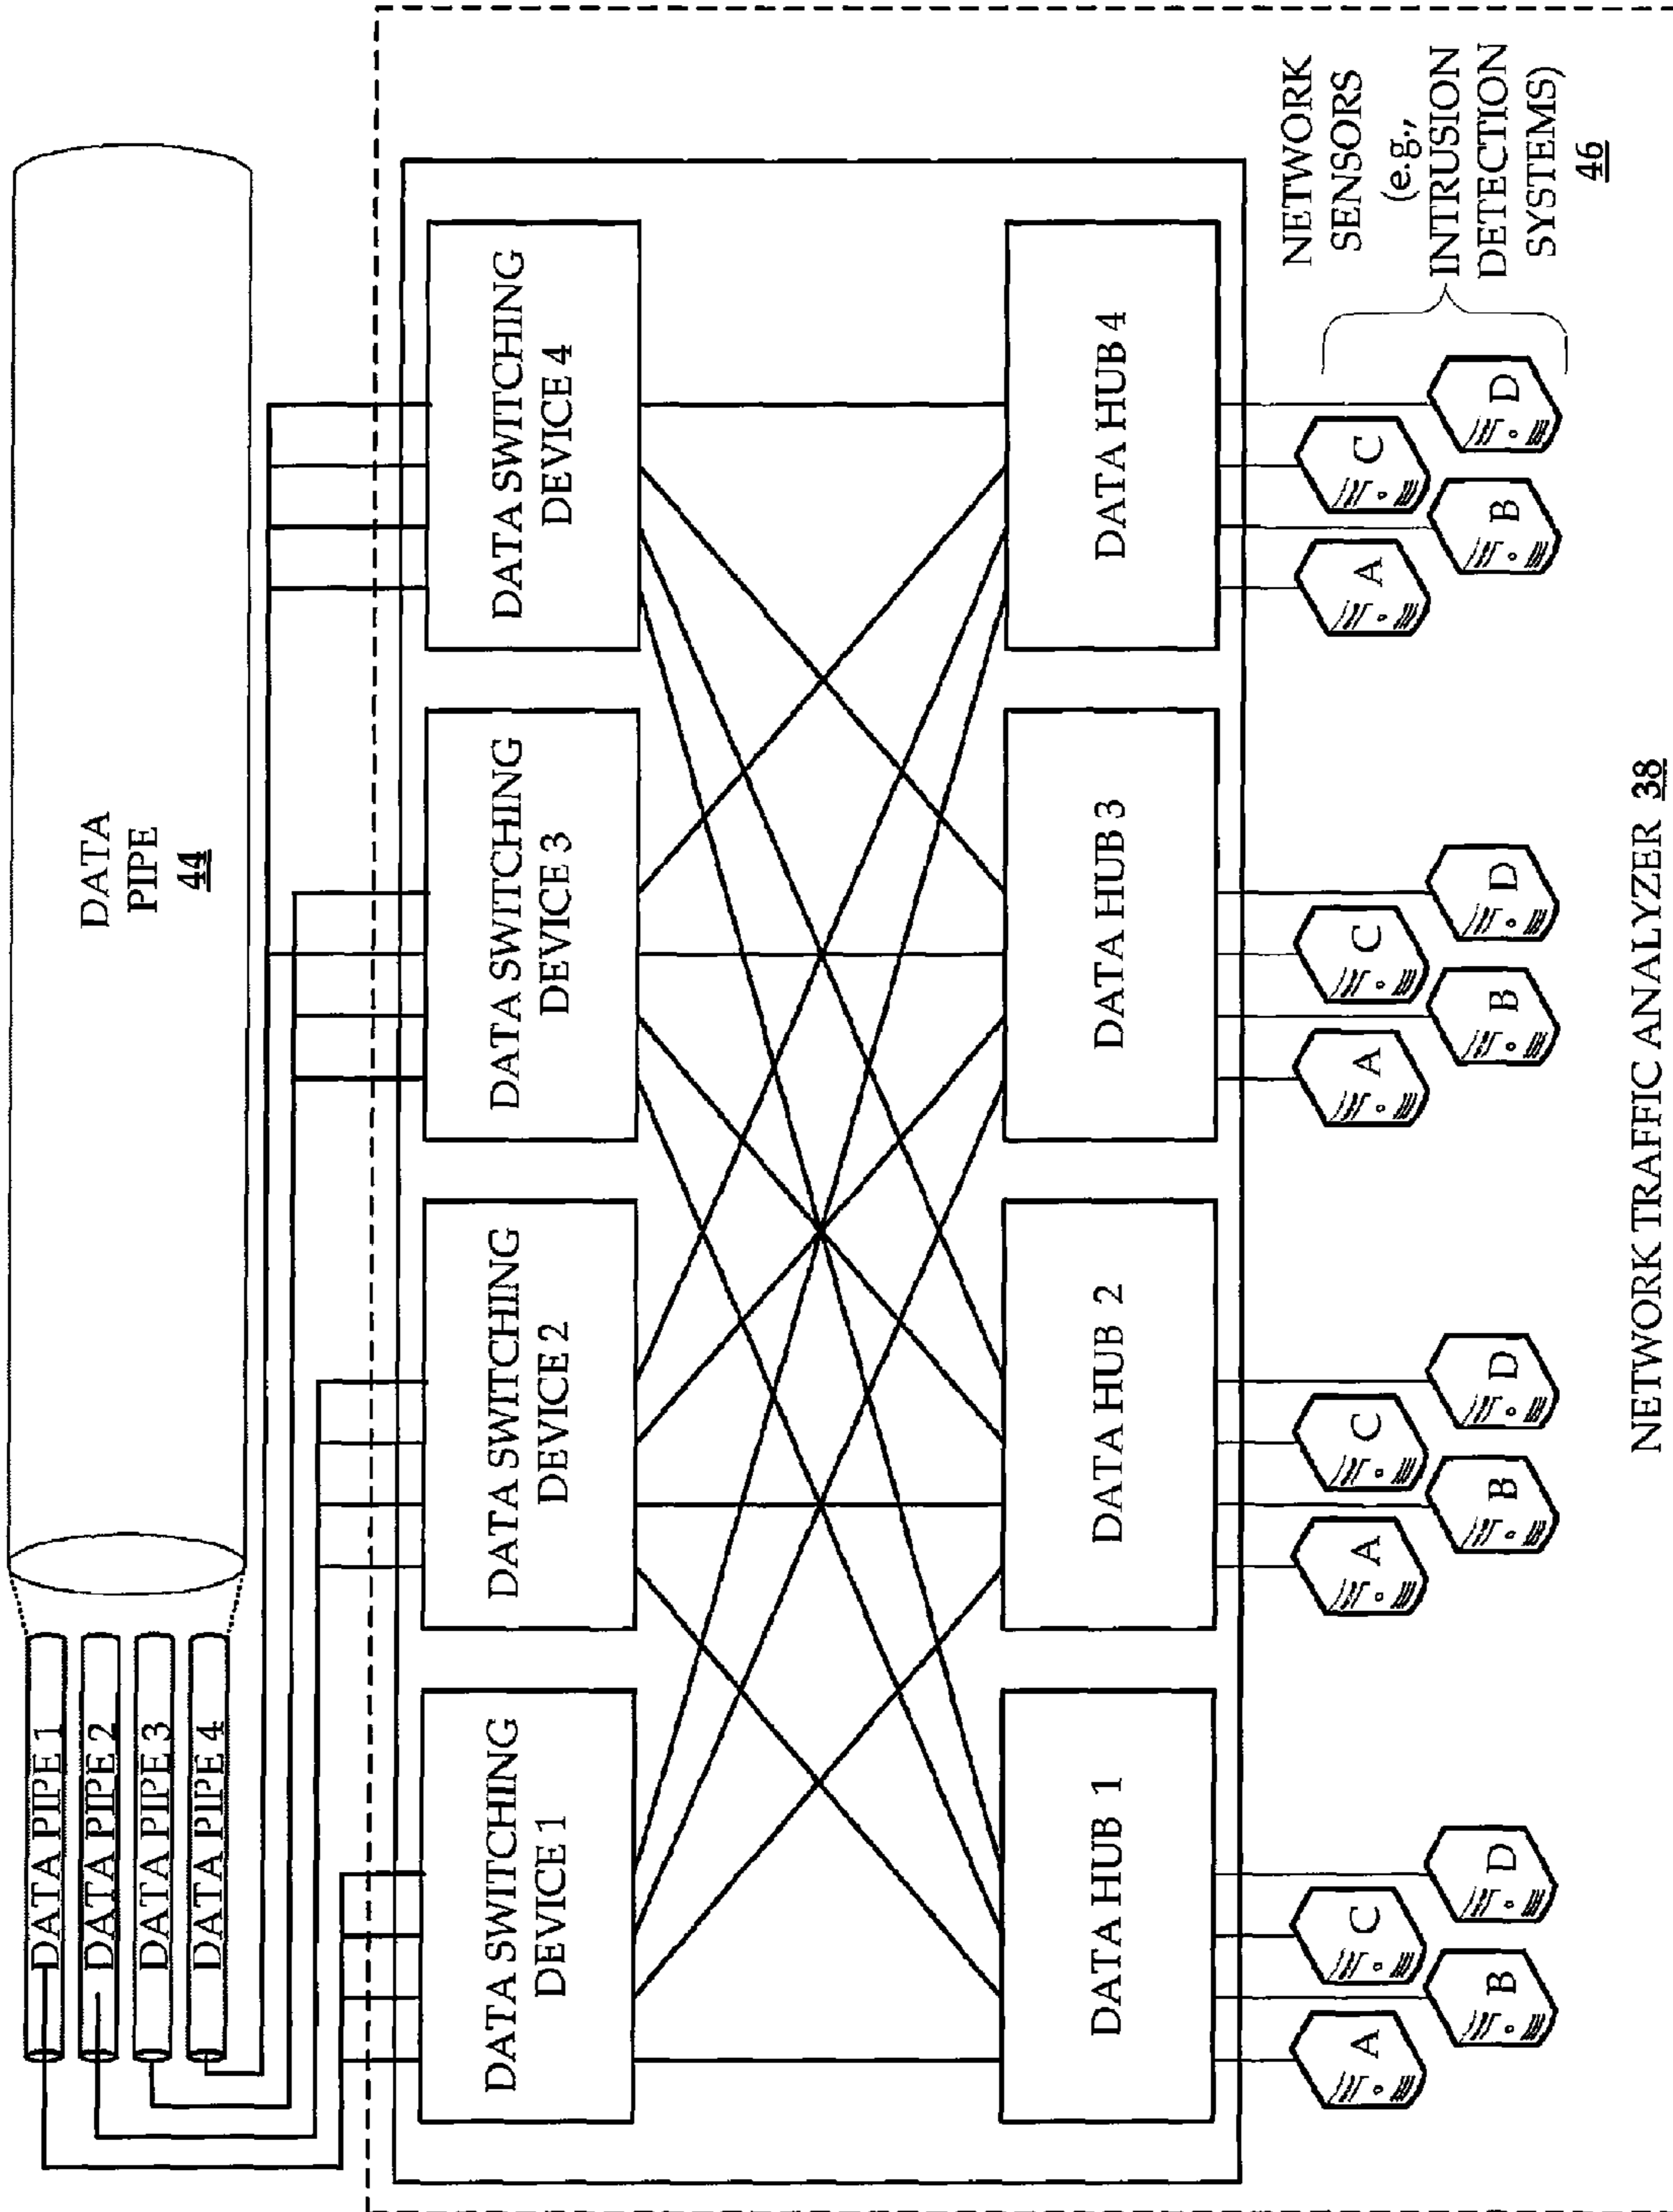 DATA
PIPE
44
DATA PIPE 1
DATA PIPE 2
DATA PIPE 3
DATA PIPE 4
DATA SWITCHING
DEVICE 1
DATA SWITCHING
DEVICE 2
DATA SWITCHING
DEVICE 3
DATA SWITCHING
DEVICE 4
DATA HUB 1
DATA HUB 2
DATA HUB 3
DATA HUB 4
A
B
C
D
A
B
C
D
A
B
C
D
A
B
C
D
NETWORK
SENSORS
(e.g.,
INTRUSION
DETECTION
SYSTEMS)
46
NETWORK TRAFFIC ANALYZER 38